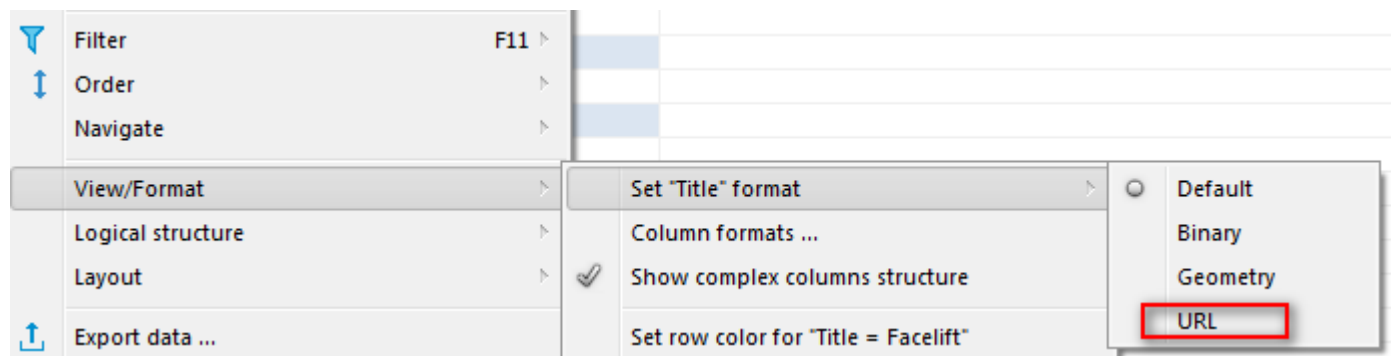 Filter F11
Order
Navigate
View/Format
Logical structure
Layout
Export data ...
Set "Title" format
Column formats ...
Show complex columns structure
Set row color for "Title = Facelift"
Default
Binary
Geometry
URL